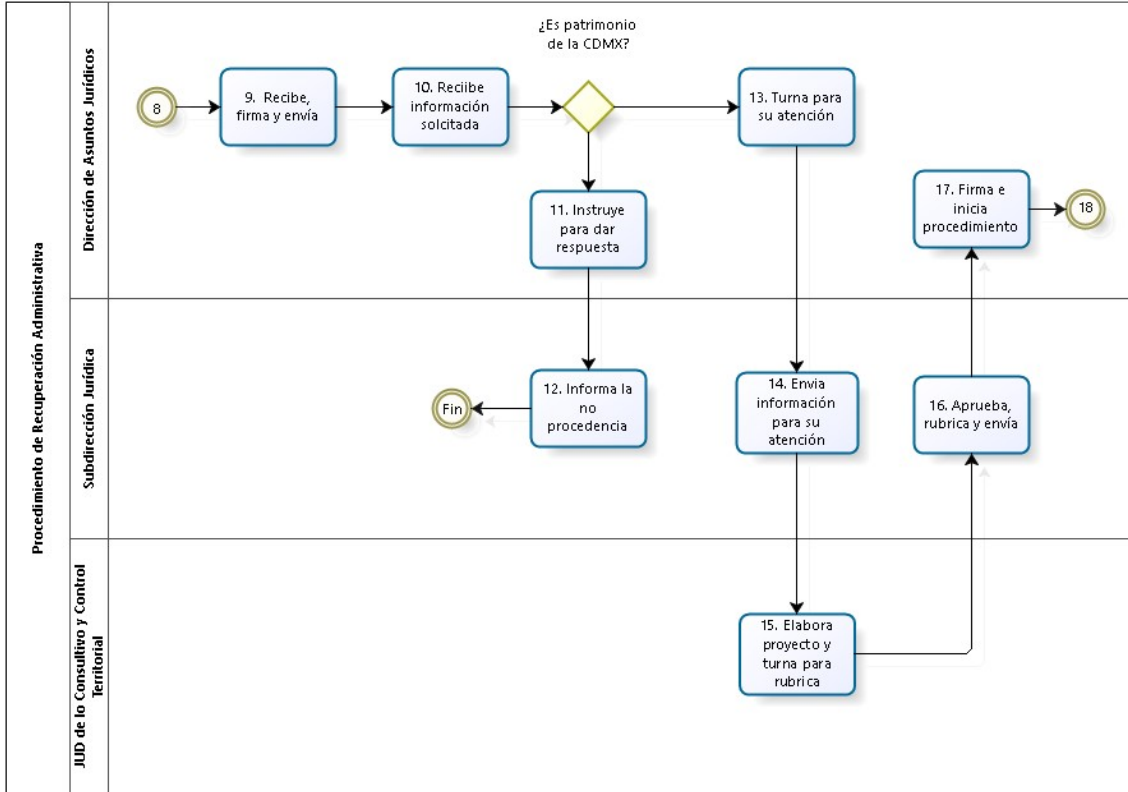 Procedimiento de Recuperación Administrativa
Dirección de Asuntos Jurídicos
¿Es patrimonio
de la CDMX?
8
9. Recibe,
firma y envía
10. Reciibe
información
solcitada
13. Turna para
su atención
11. Instruye
para dar
respuesta
17. Firma e
inicia
procedimiento
18
Subdirección Jurídica
Fin
12. Informa la
no
procedencia
14. Envia
información
para su
atención
16. Aprueba,
rubrica y envía
JUD de lo Consultivo y Control
Territorial
15. Elabora
proyecto y
turna para
rubrica